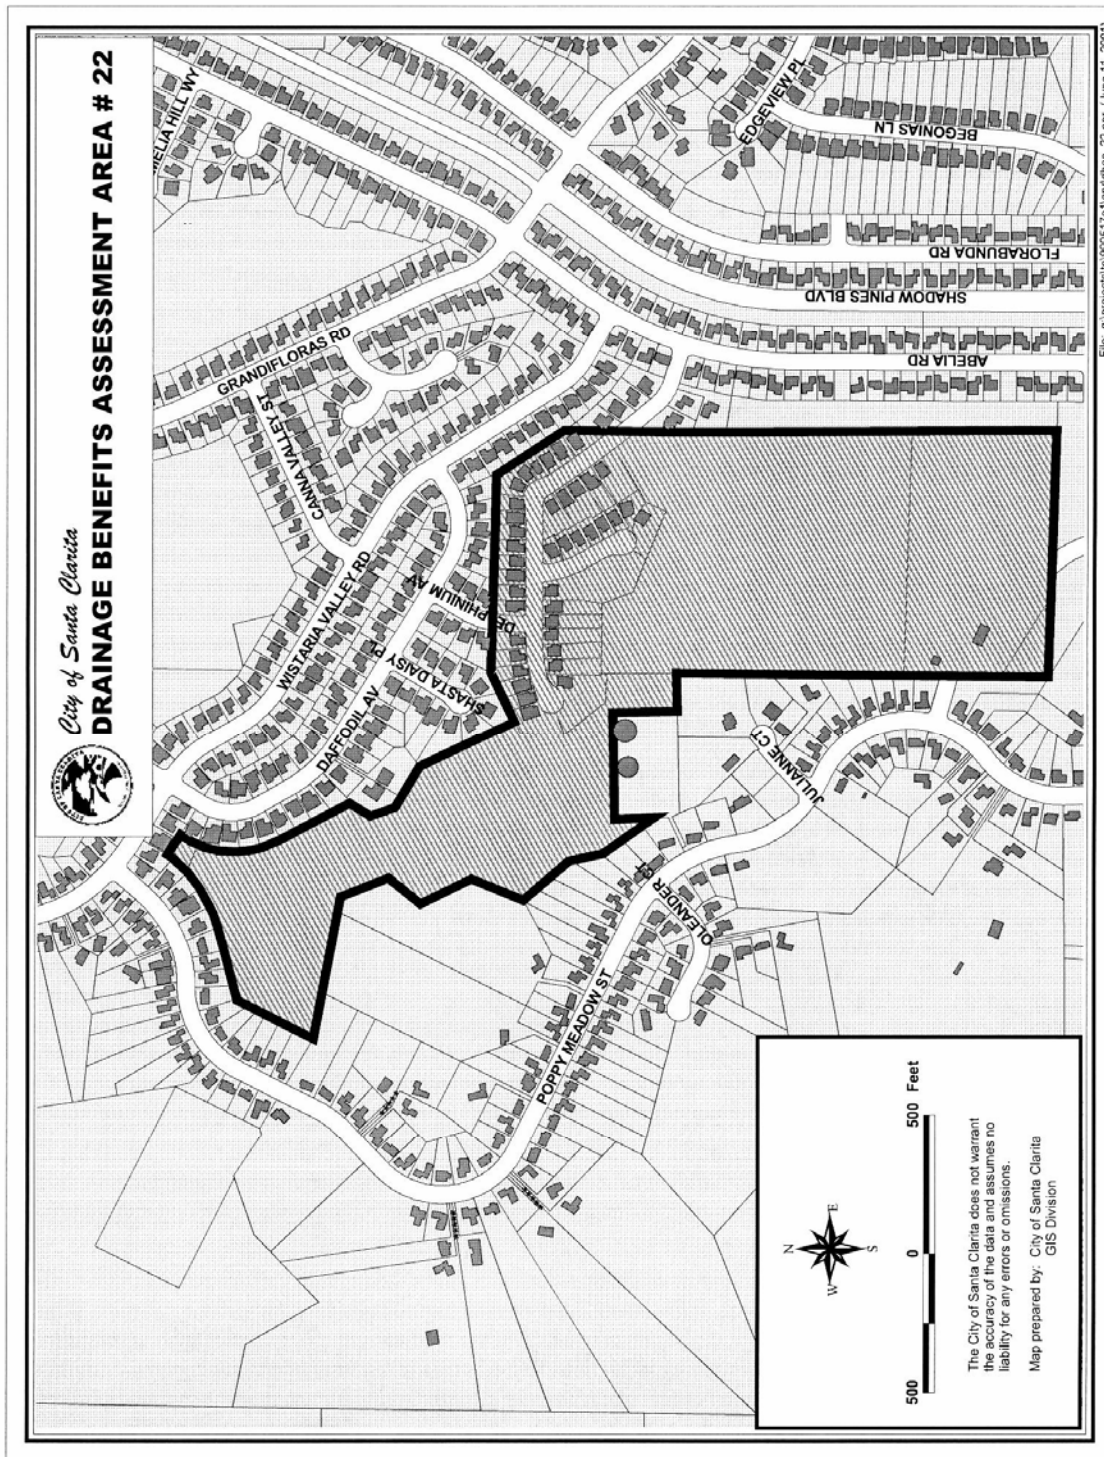 City of Santa Clarita
DRAINAGE BENEFITS ASSESSMENT AREA # 22
MELIA HILL WY
GRANDIFLORAS RD
CANNA VALLEY ST
WISTARIA VALLEY RD
DELPHINIUM AV
SHASTA DAISY PL
DAFFODIL AV
EDGEVIEW PL
BEGONIAS LN
FLORABUNDA RD
SHADOW PINES BLVD
ABELIA RD
JULIANNE CT
OLEANDER CT
POPPY MEADOW ST
N
W E
S
500 0 500 Feet
The City of Santa Clarita does not warrant
the accuracy of the data and assumes no
liability for any errors or omissions.
Map prepared by: City of Santa Clarita
GIS Division